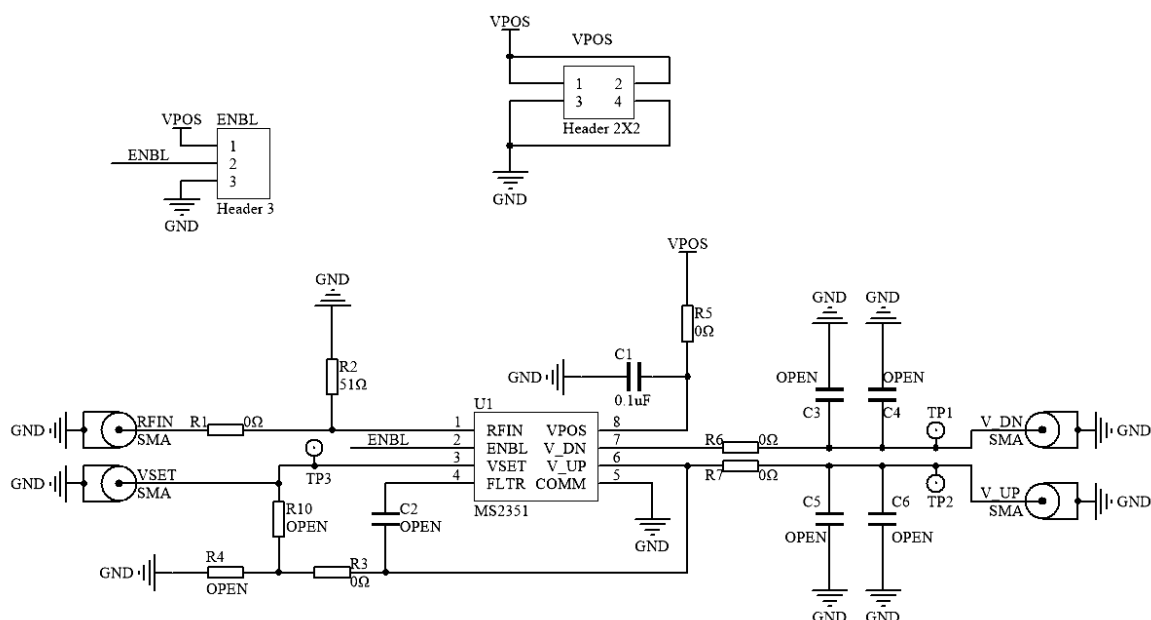 VPOS
VPOS
1 2
3 4
Header 2X2
GND
VPOS ENBL
1
ENBL 2
3
Header 3
GND
VPOS
GND
GND GND
R5
0Ω
C1
GND
0.1uF
R2
51Ω
OPEN OPEN
C3 C4
U1
GND RFIN R1 0Ω 1 RFIN VPOS 8
SMA
ENBL 2 ENBL V_DN 7 R6 0Ω TP1 V_DN GND
SMA
GND VSET TP3 3 VSET V_UP 6 R7 0Ω TP2 V_UP GND
SMA SMA
4 FLTR COMM 5
MS2351
R10
OPEN
C2
OPEN
GND
C5 C6
OPEN OPEN
GND R4 R3
OPEN 0Ω
GND GND